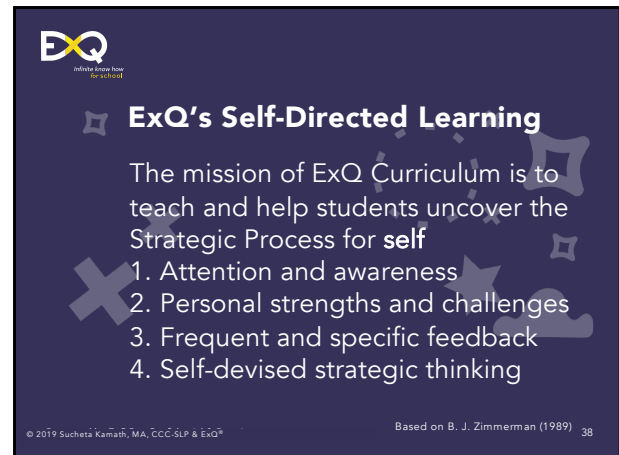 ExQ
Infinite know how
for school
ExQ's Self-Directed Learning
The mission of ExQ Curriculum is to
teach and help students uncover the
Strategic Process for self
1. Attention and awareness
2. Personal strengths and challenges
3. Frequent and specific feedback
4. Self-devised strategic thinking
© 2019 Sucheta Kamath, MA, CCC-SLP & ExQ®
Based on B. J. Zimmerman (1989)
38